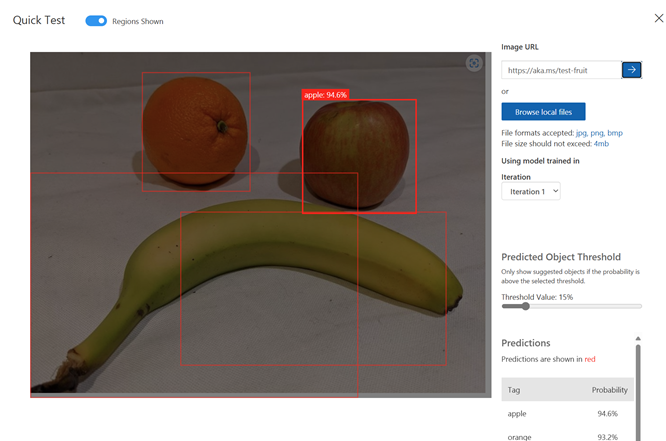 Quick Test
Regions Shown
apple: 94.6%
Image URL
https://aka.ms/test-fruit
or
Browse local files
File formats accepted: jpg, png, bmp
File size should not exceed: 4mb
Using model trained in
Iteration
Iteration 1
Predicted Object Threshold
Only show suggested objects if the probability is
above the selected threshold.
Threshold Value: 15%
Predictions
Predictions are shown in red
Tag Probability
apple 94.6%
orange 93.2%